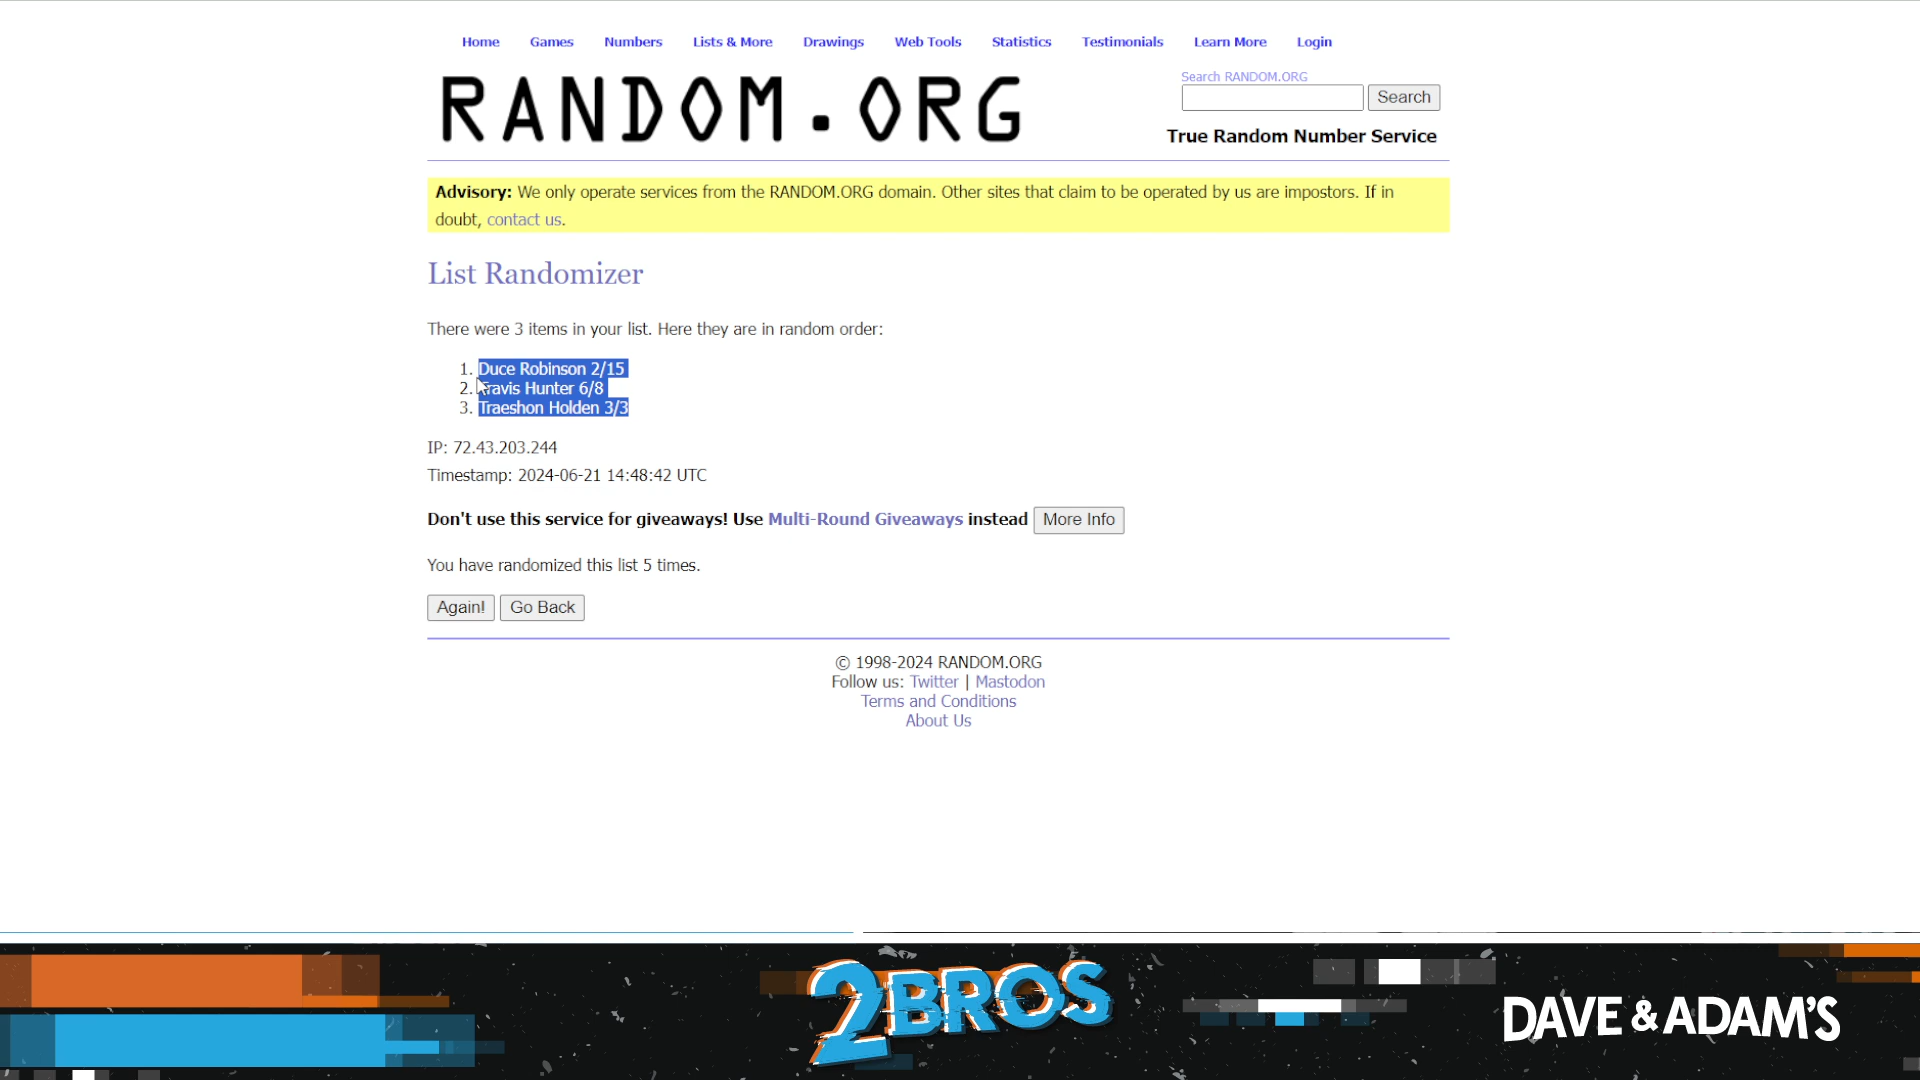 Home Games Numbers Lists & More Drawings Web Tools Statistics Testimonials Learn More Login
RANDOM.ORG
Search RANDOM.ORG
Search
True Random Number Service
Advisory: We only operate services from the RANDOM.ORG domain. Other sites that claim to be operated by us are impostors. If in
doubt, contact us.
List Randomizer
There were 3 items in your list. Here they are in random order:
1. Duce Robinson 2/15
2. Travis Hunter 6/8
3. Traeshon Holden 3/3
IP: 72.43.203.244
Timestamp: 2024-06-21 14:48:42 UTC
Don't use this service for giveaways! Use Multi-Round Giveaways instead More Info
You have randomized this list 5 times.
Again! Go Back
© 1998-2024 RANDOM.ORG
Follow us: Twitter | Mastodon
Terms and Conditions
About Us
2BROS
DAVE & ADAM'S